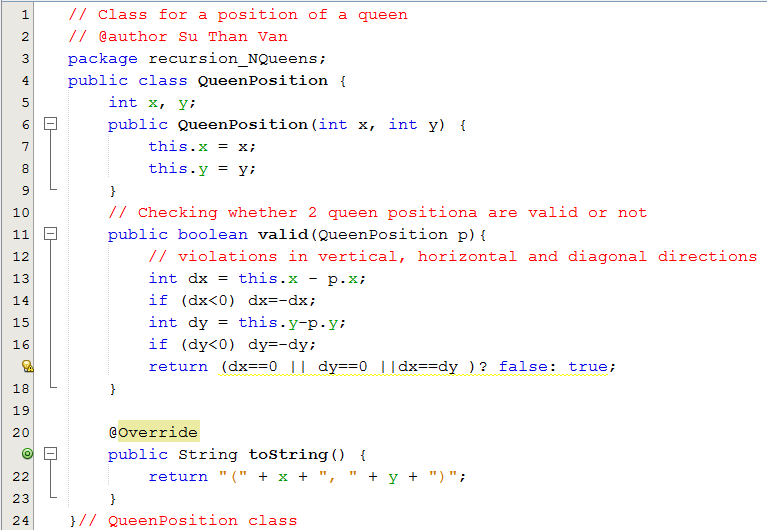 1 // Class for a position of a queen
2 // @author Su Than Van
3 package recursion_NQueens;
4 public class QueenPosition {
5 int x, y;
6 public QueenPosition(int x, int y) {
7 this.x = x;
8 this.y = y;
9 }
10 // Checking whether 2 queen positiona are valid or not
11 public boolean valid(QueenPosition p){
12 // violations in vertical, horizontal and diagonal directions
13 int dx = this.x - p.x;
14 if (dx<0) dx=-dx;
15 int dy = this.y-p.y;
16 if (dy<0) dy=-dy;
return (dx==0 || dy==0 ||dx==dy )? false: true;
18 }
19
20 @Override
public String toString() {
22 return "(" + x + ", " + y + ")";
23 }
24 }// QueenPosition class